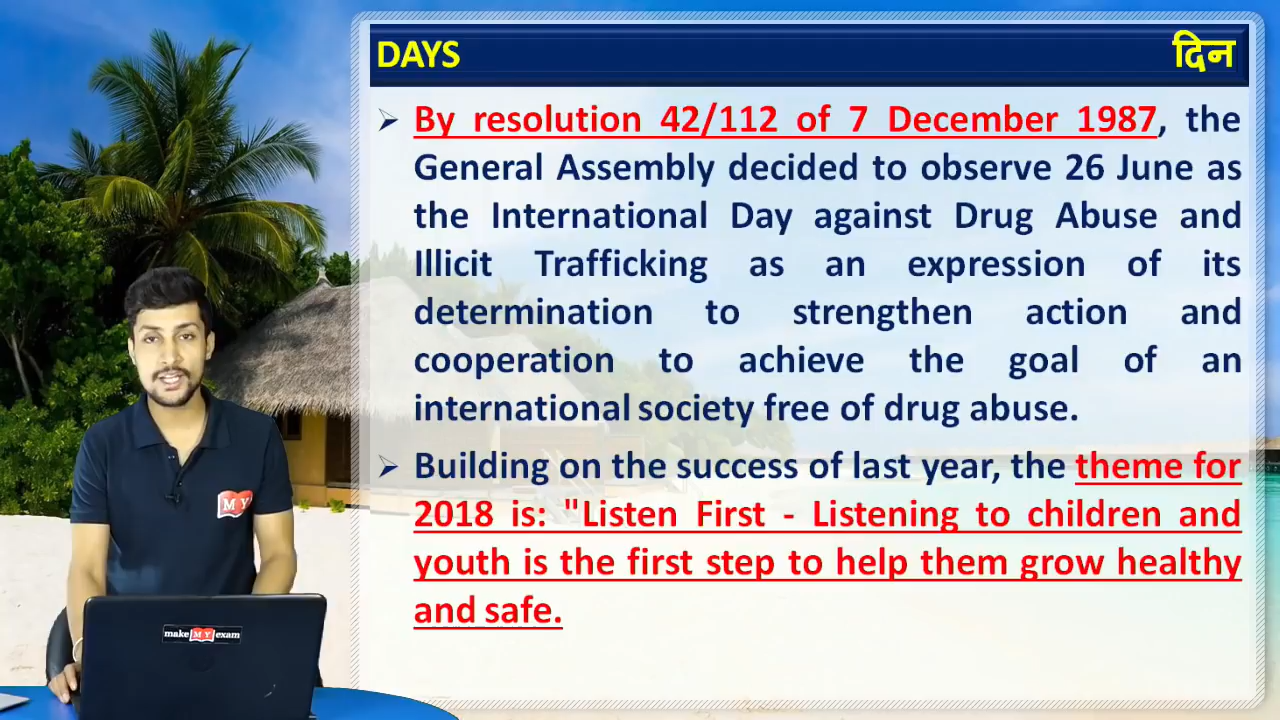 DAYS दिन
➢ By resolution 42/112 of 7 December 1987, the
General Assembly decided to observe 26 June as
the International Day against Drug Abuse and
Illicit Trafficking as an expression of its
determination to strengthen action and
cooperation to achieve the goal of an
international society free of drug abuse.
➢ Building on the success of last year, the theme for
2018 is: "Listen First - Listening to children and
youth is the first step to help them grow healthy
and safe.
M Y
make M Y exam